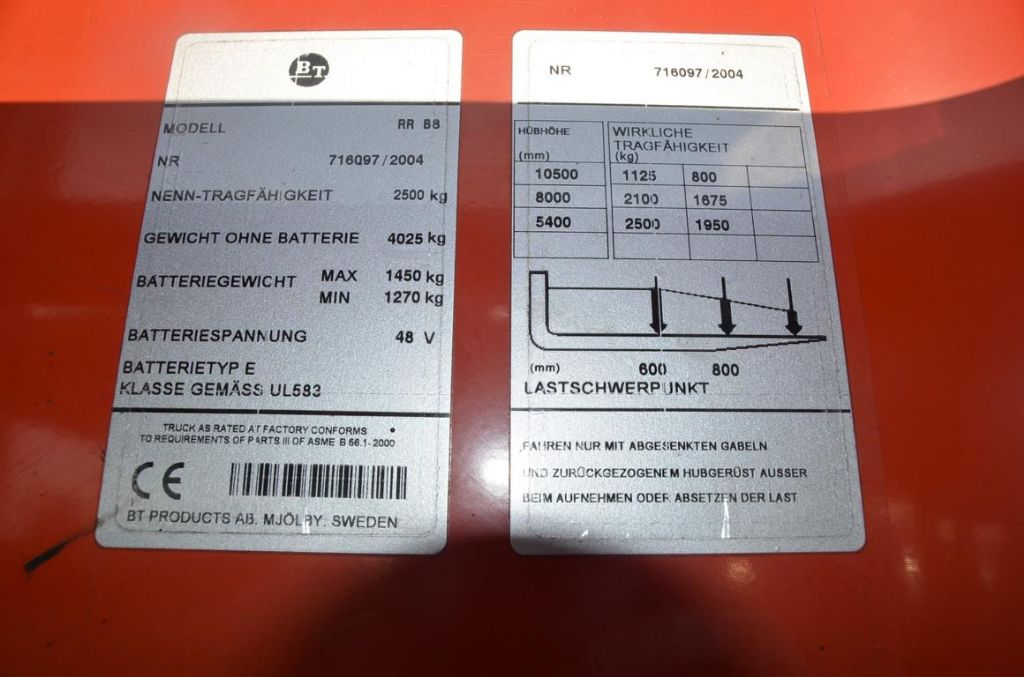 BT
MODELL RR B8
NR 716097/2004
NENN-TRAGFÄHIGKEIT 2500 kg
GEWICHT OHNE BATTERIE 4025 kg
BATTERIEGEWICHT MAX 1450 kg
MIN 1270 kg
BATTERIESPANNUNG 48 V
BATTERIETYP E
KLASSE GEMÄSS UL583
TRUCK AS RATED AT FACTORY CONFORMS
TO REQUIREMENTS OF PARTS III OF ASME B 56.1-2000
CE
BT PRODUCTS AB. MJÖLBY. SWEDEN
NR 716097/2004
HÜBHÖHE WIRKLICHE
TRAGFÄHIGKEIT
(mm) (kg)
10500 1125 800
8000 2100 1675
5400 2500 1950
(mm) 600 800
LASTSCHWERPUNKT
FAHREN NUR MIT ABGESENKTEN GABELN
UND ZURÜCKGEZOGENEM HUBGERÜST AUSSER
BEIM AUFNEHMEN ODER ABSETZEN DER LAST